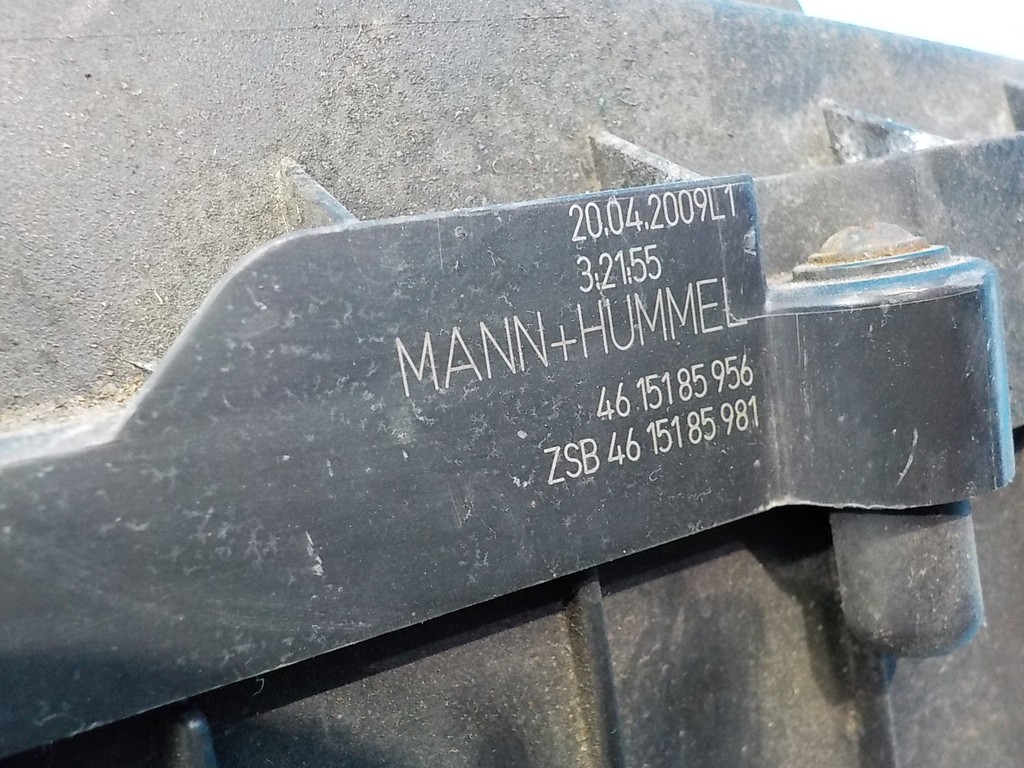 20.04.2009L1
3:21:55
MANN+HUMMEL
46 151 85 956
ZSB 46 151 85 981